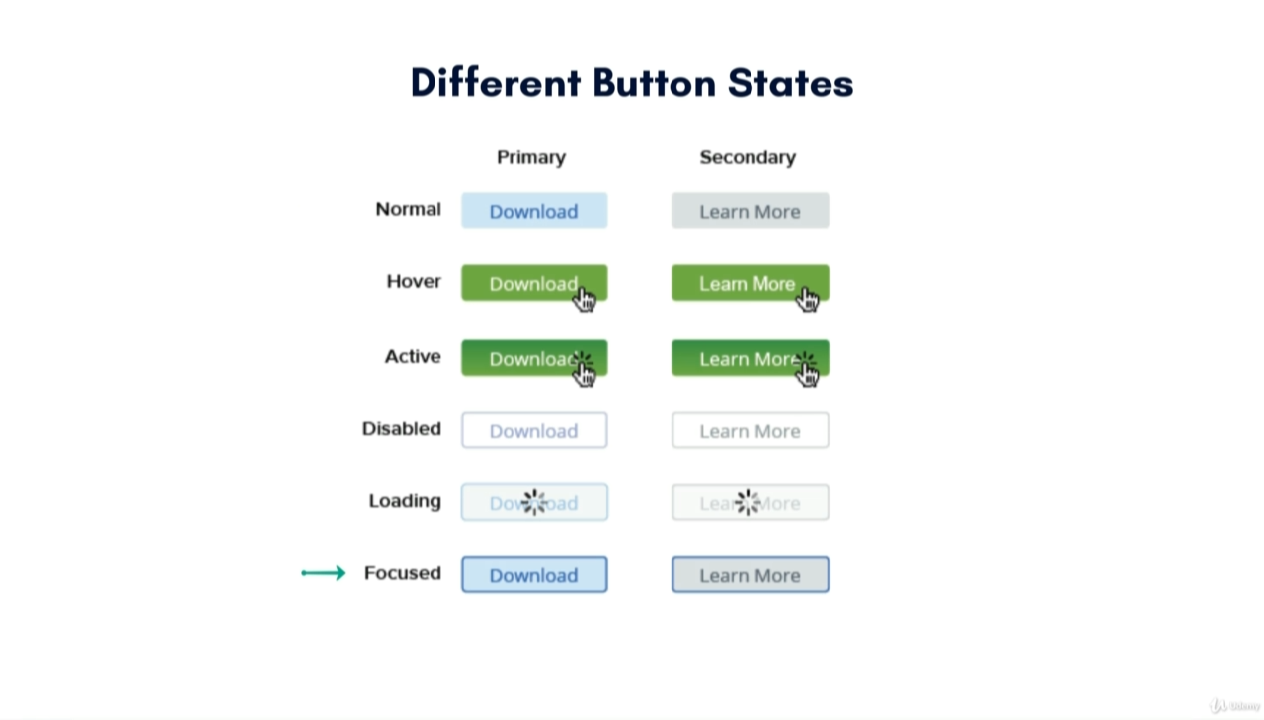 Different Button States
Primary Secondary
Normal Download Learn More
Hover Download Learn More
Active Download Learn More
Disabled Download Learn More
Loading Download Learn More
Focused Download Learn More
Udemy